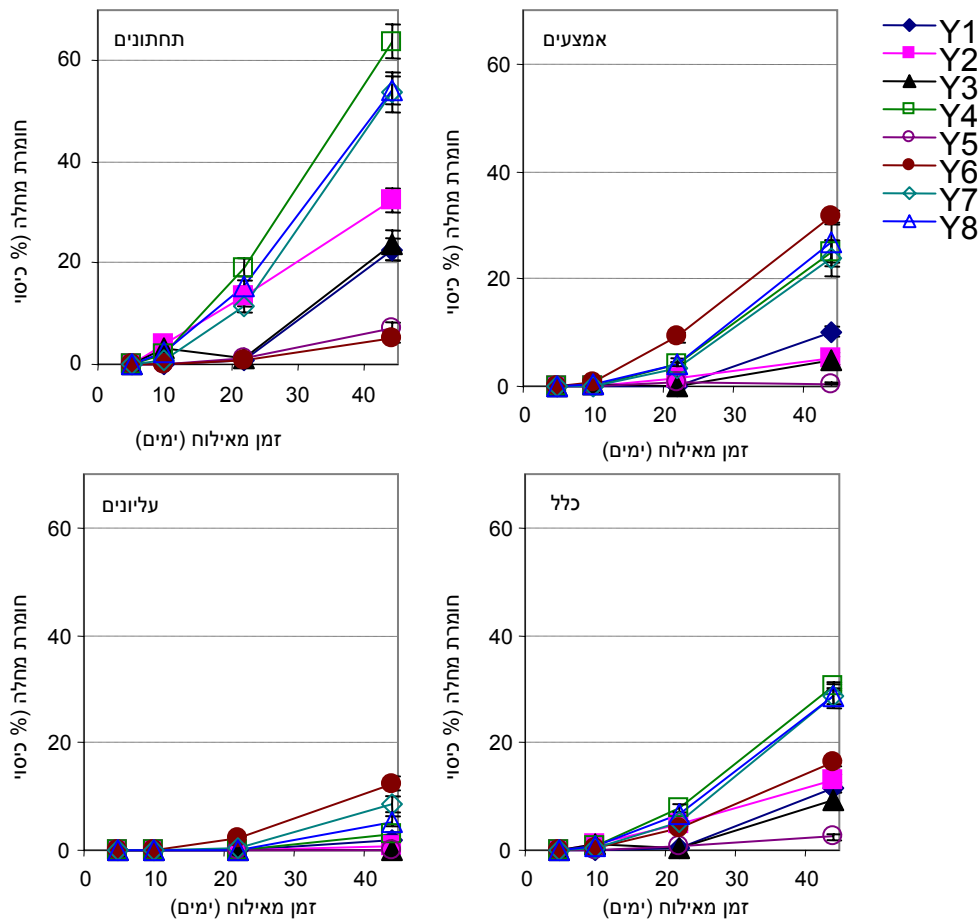 תחתונים
חומרת מחלה (% כיסוי
60
40
20
0
0 10 20 30 40
זמן מאילוח (ימים)
אמצעים
חומרת מחלה (% כיסוי
60
40
20
0
0 10 20 30 40
זמן מאילוח (ימים)
Y1
Y2
Y3
Y4
Y5
Y6
Y7
Y8
עליונים
חומרת מחלה (% כיסוי
60
40
20
0
0 10 20 30 40
זמן מאילוח (ימים)
כלל
חומרת מחלה (% כיסוי
60
40
20
0
0 10 20 30 40
זמן מאילוח (ימים)